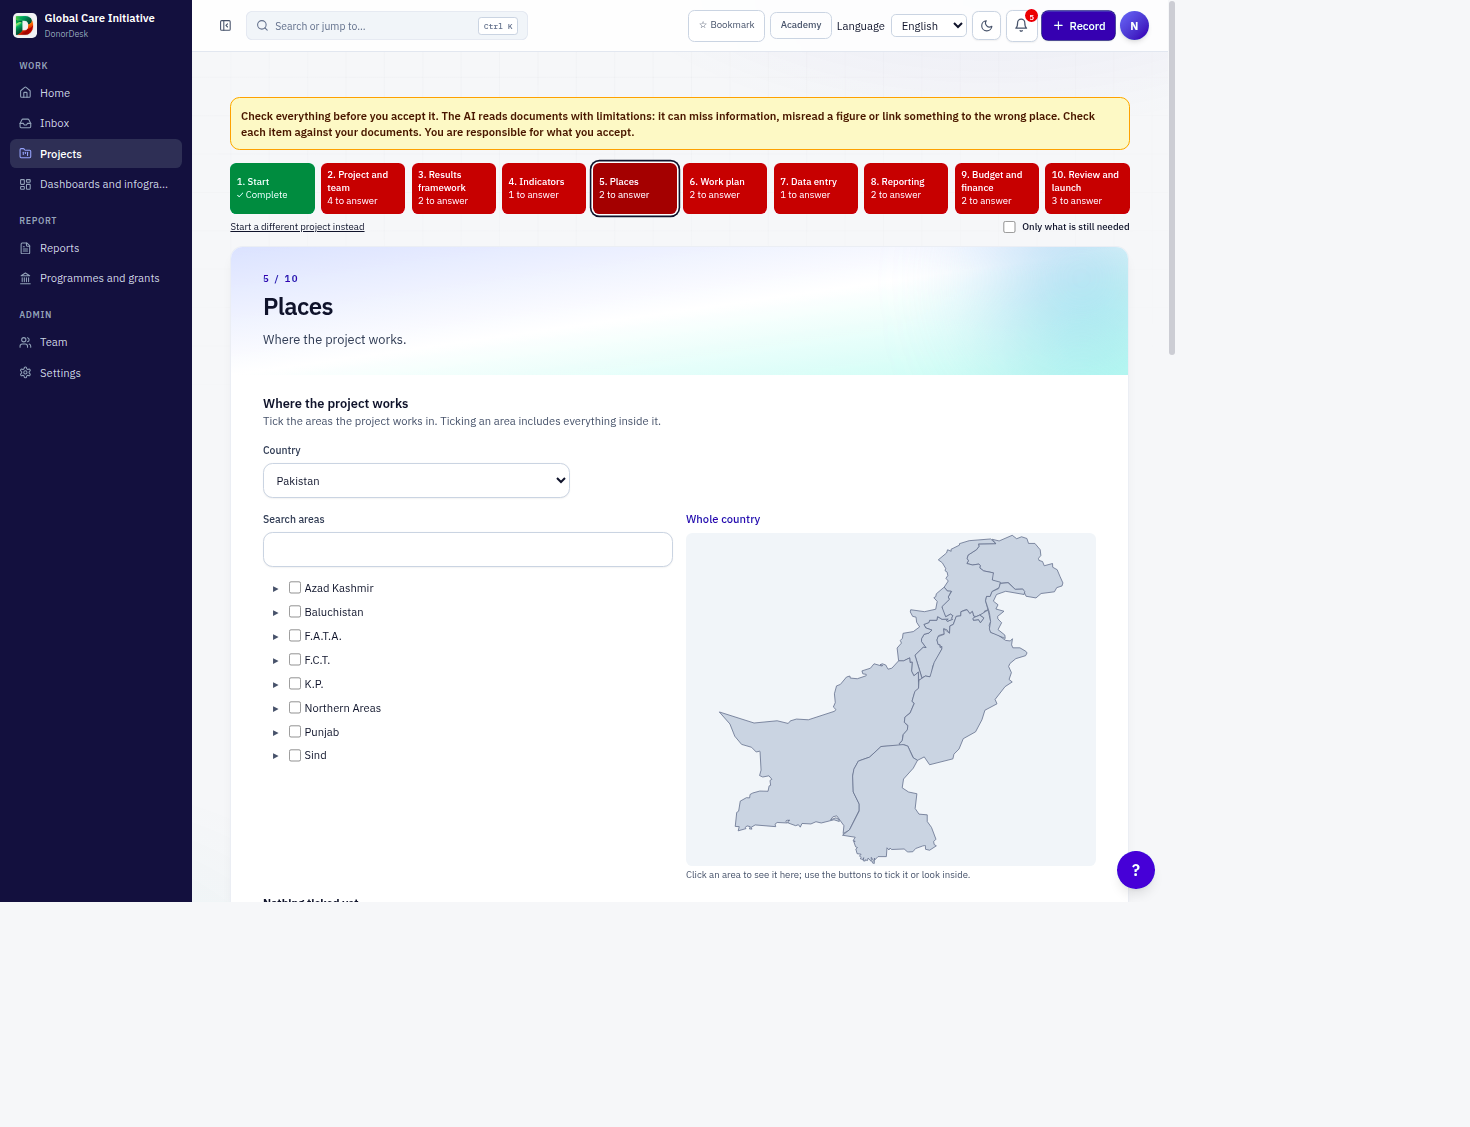 Global Care Initiative
DonorDesk
WORK
Home
Inbox
Projects
Dashboards and infogra...
REPORT
Reports
Programmes and grants
ADMIN
Team
Settings
Search or jump to...
Ctrl K
☆ Bookmark
Academy
Language
English
5
+ Record
N
Check everything before you accept it. The AI reads documents with limitations: it can miss information, misread a figure or link something to the wrong place. Check
each item against your documents. You are responsible for what you accept.
1. Start
✓ Complete
2. Project and
team
4 to answer
3. Results
framework
2 to answer
4. Indicators
1 to answer
5. Places
2 to answer
6. Work plan
2 to answer
7. Data entry
1 to answer
8. Reporting
2 to answer
9. Budget and
finance
2 to answer
10. Review and
launch
3 to answer
Start a different project instead
Only what is still needed
5 / 10
Places
Where the project works.
Where the project works
Tick the areas the project works in. Ticking an area includes everything inside it.
Country
Pakistan
Search areas
Whole country
Azad Kashmir
Baluchistan
F.A.T.A.
F.C.T.
K.P.
Northern Areas
Punjab
Sind
Click an area to see it here; use the buttons to tick it or look inside.
?
Nothing ticked yet